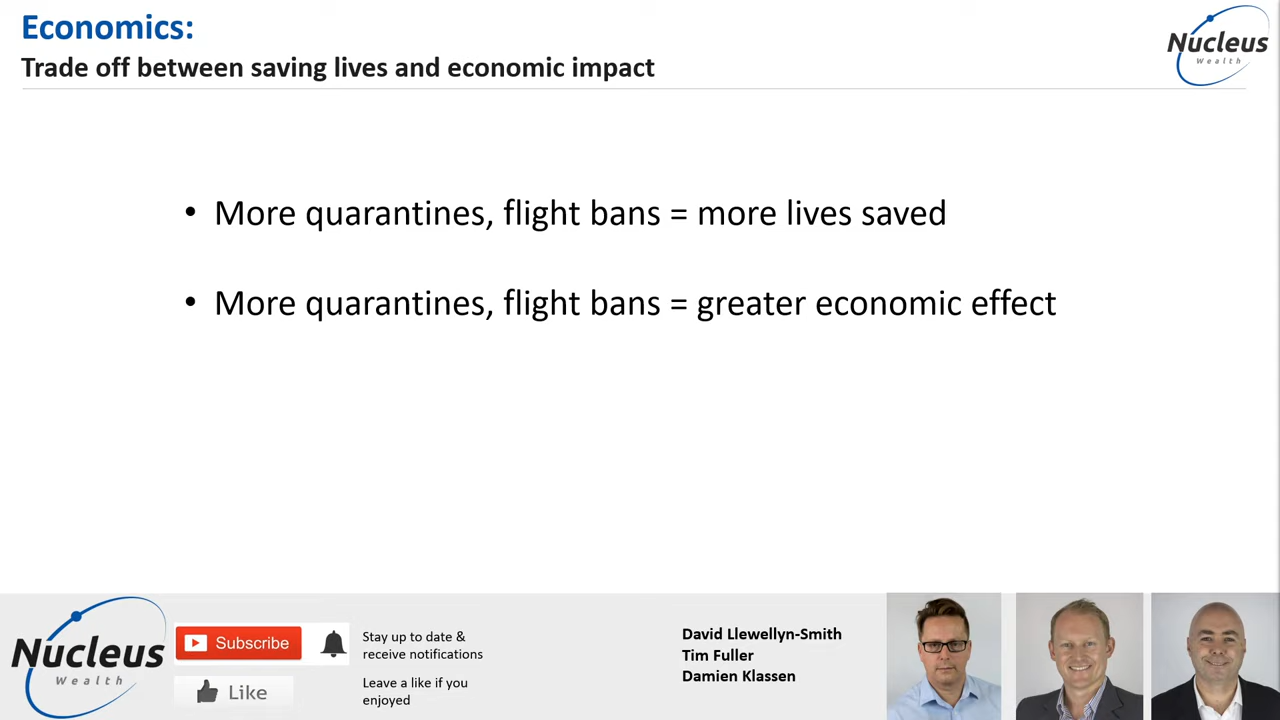 Economics:
Trade off between saving lives and economic impact
Nucleus
Wealth
• More quarantines, flight bans = more lives saved
• More quarantines, flight bans = greater economic effect
Nucleus
Wealth
Subscribe
Like
Stay up to date &
receive notifications
Leave a like if you
enjoyed
David Llewellyn-Smith
Tim Fuller
Damien Klassen